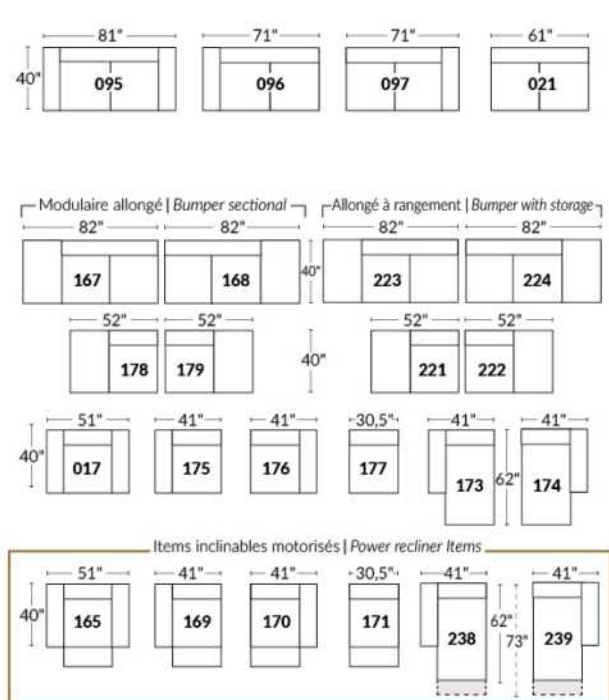 81" 71" 71" 61"
40" 095 096 097 021
Modulaire allongé | Bumper sectional Allongé à rangement | Bumper with storage
82" 82" 82" 82"
167 168 40" 223 224
52" 52" 52" 52"
178 179 40" 221 222
51" 41" 41" 30,5" 41" 41"
40" 017 175 176 177 173 62" 174
Items inclinables motorisés | Power recliner Items
51" 41" 41" 30,5" 41" 41"
40" 165 169 170 171 238 62" 73" 239